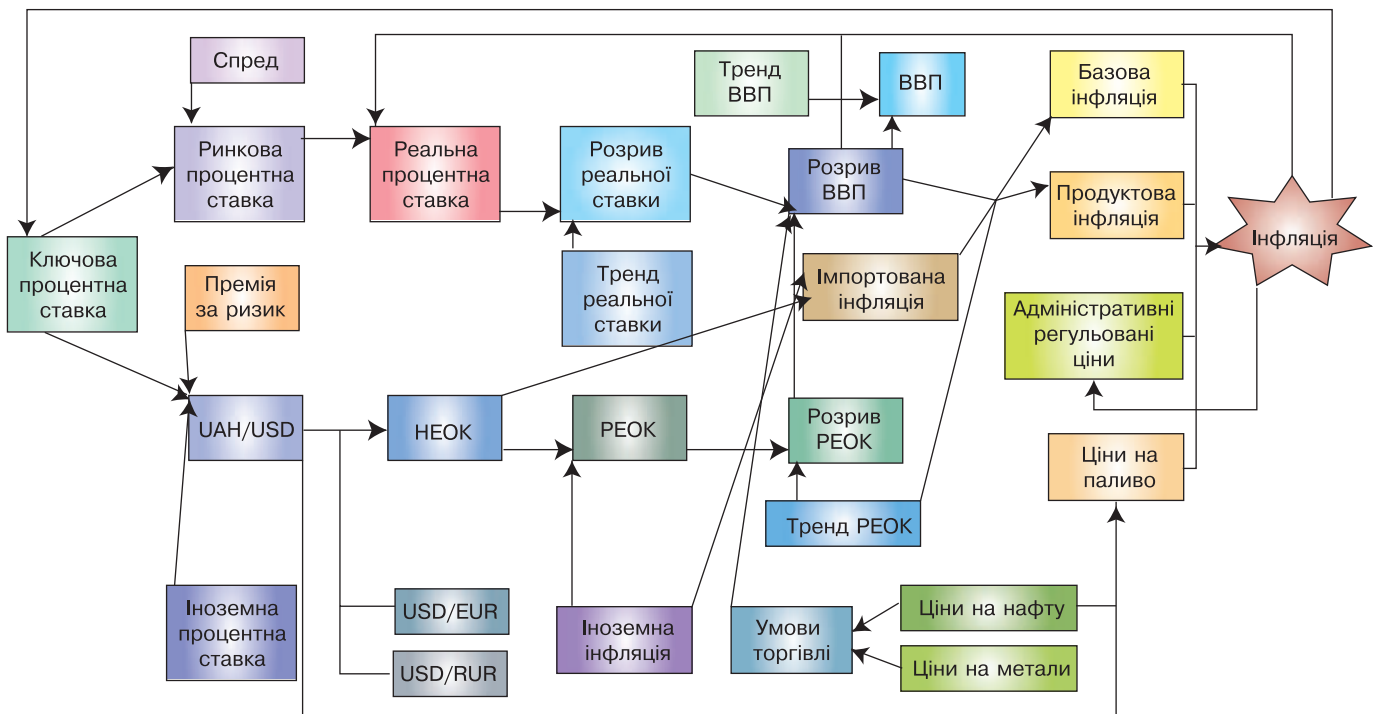 Спред
Тренд
ВВП
ВВП
Базова
інфляція
Ринкова
процентна
ставка
Реальна
процентна
ставка
Розрив
реальної
ставки
Розрив
ВВП
Продуктова
інфляція
Інфляція
Ключова
процентна
ставка
Премія
за ризик
Тренд
реальної
ставки
Імпортована
інфляція
Адміністративні
регульовані
ціни
UAH/USD
НЕОК
РЕОК
Розрив
РЕОК
Ціни на
паливо
Тренд РЕОК
Іноземна
процентна
ставка
USD/EUR
USD/RUR
Іноземна
інфляція
Умови
торгівлі
Ціни на нафту
Ціни на метали